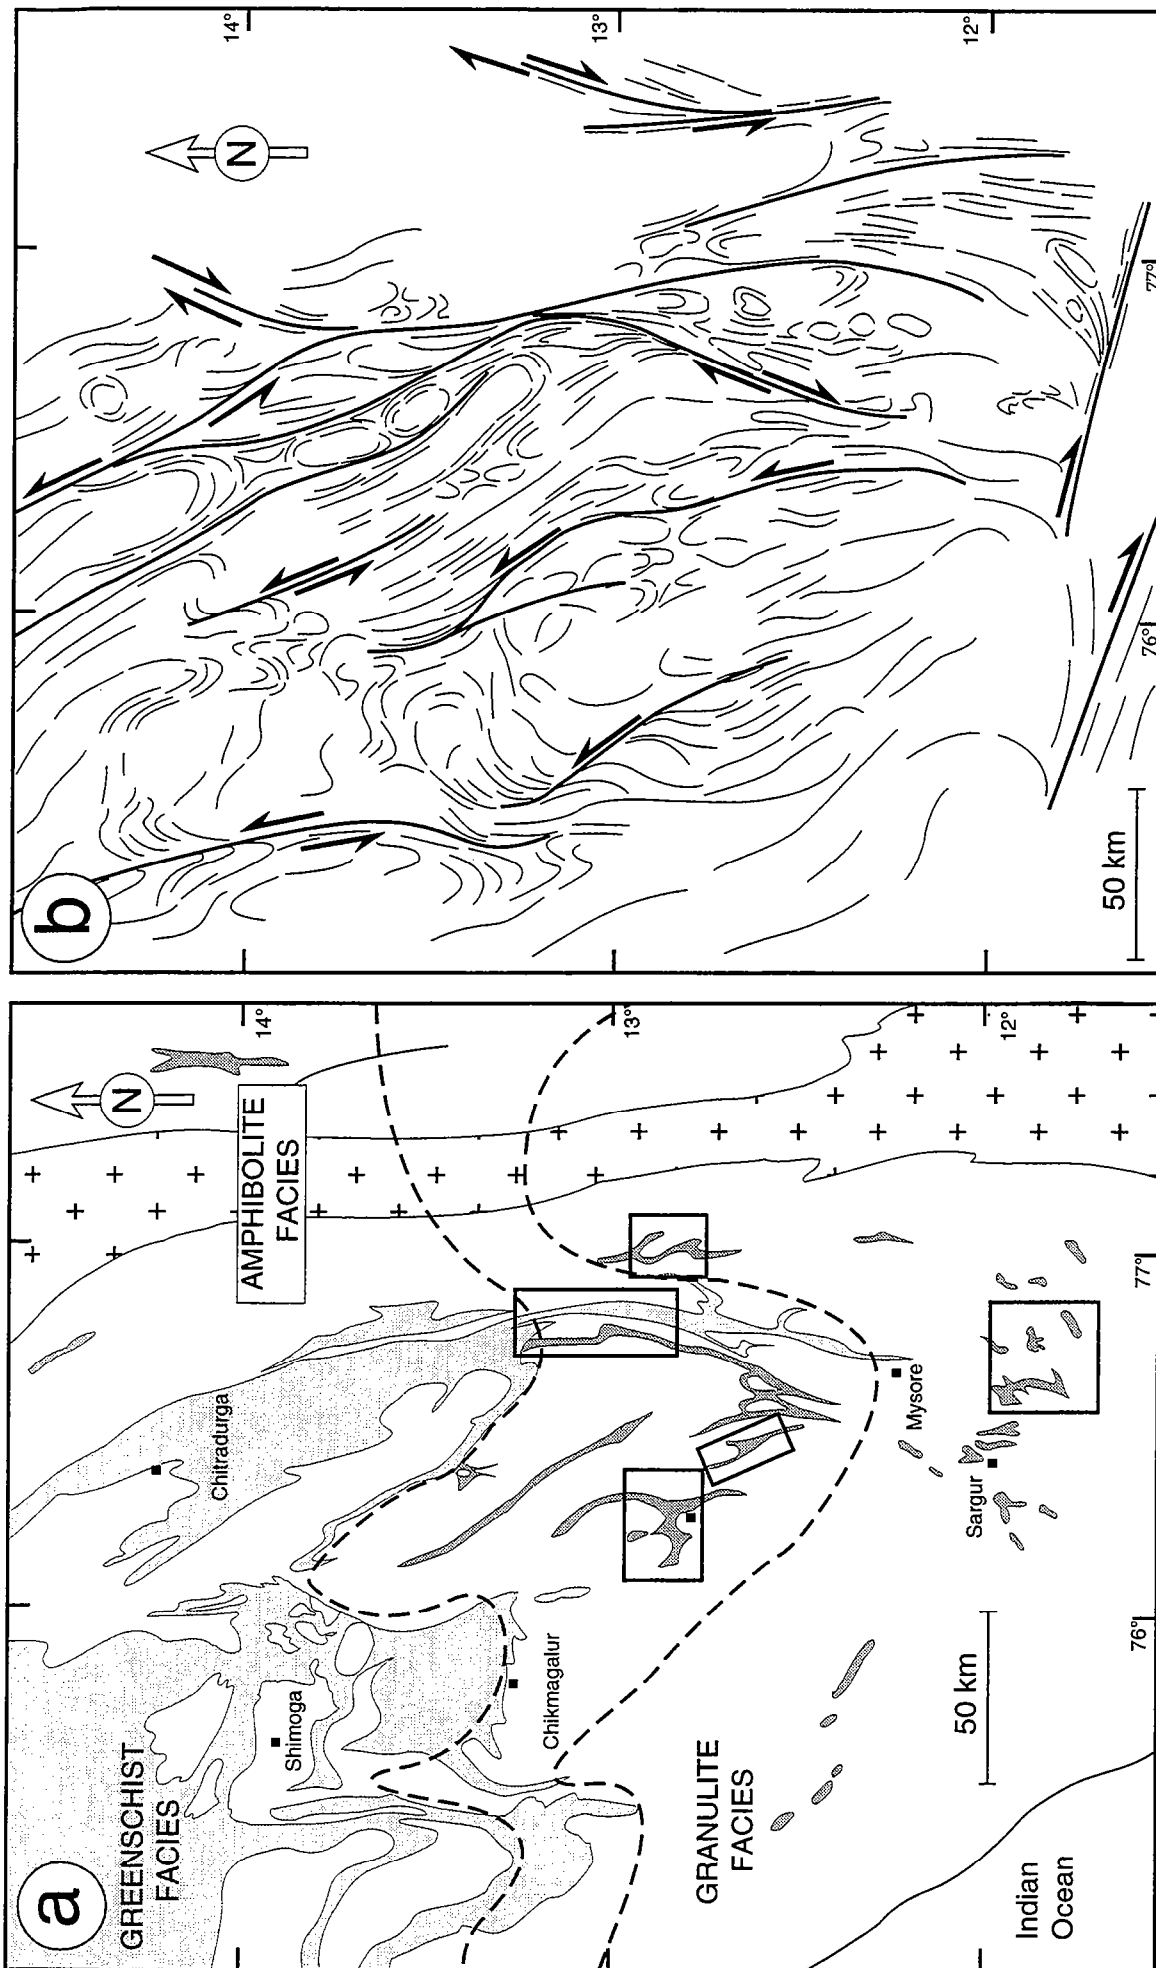 a
N
GREENSCHIST
FACIES
AMPHIBOLITE
FACIES
GRANULITE
FACIES
Chitradurga
Shimoga
Chikmagalur
Mysore
Sargur
Indian
Ocean
50 km
14°
13°
12°
76°
77°
b
N
50 km
14°
13°
12°
76°
77°